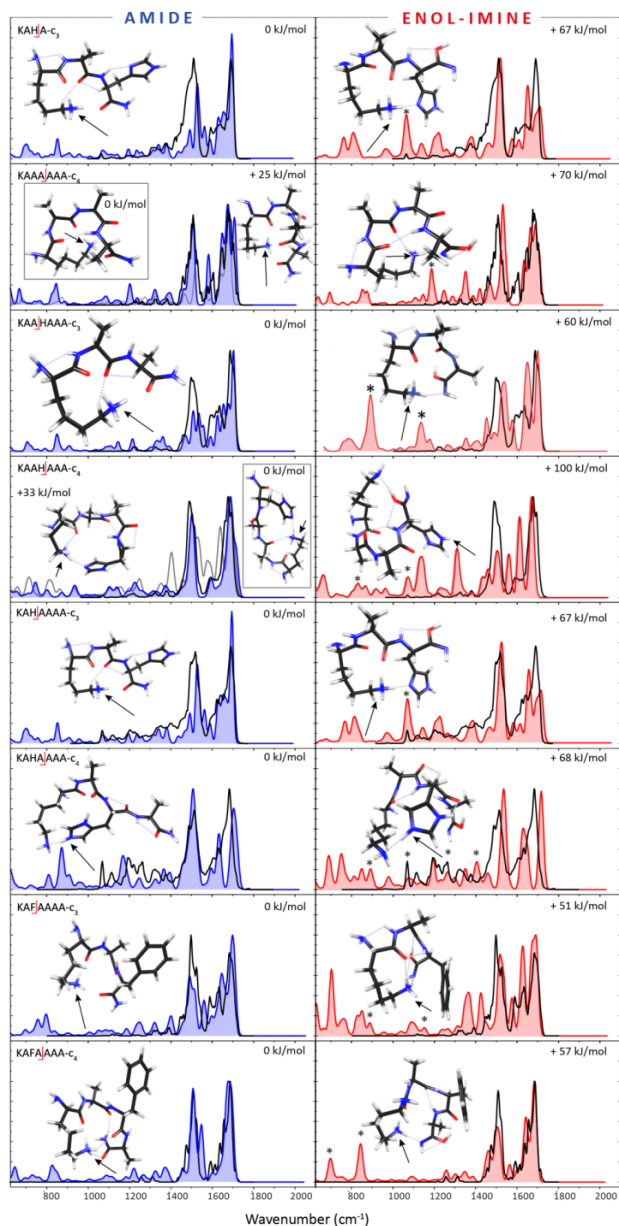 AMIDE
ENOL-IMINE
KAHA-c3
0 kJ/mol
+ 67 kJ/mol
*
KAAAAAA-c4
0 kJ/mol
+ 25 kJ/mol
+ 70 kJ/mol
*
KAAHAAA-c3
0 kJ/mol
+ 60 kJ/mol
*
*
KAAHAAA-c4
+33 kJ/mol
0 kJ/mol
+ 100 kJ/mol
*
*
KAHAAAA-c3
0 kJ/mol
+ 67 kJ/mol
*
KAHAAAA-c4
0 kJ/mol
+ 68 kJ/mol
* * * * *
KAFAAAA-c3
0 kJ/mol
+ 51 kJ/mol
* *
KAFAAAA-c4
0 kJ/mol
+ 57 kJ/mol
* *
800 1000 1200 1400 1600 1800 2000 800 1000 1200 1400 1600 1800 2000
Wavenumber (cm-1)